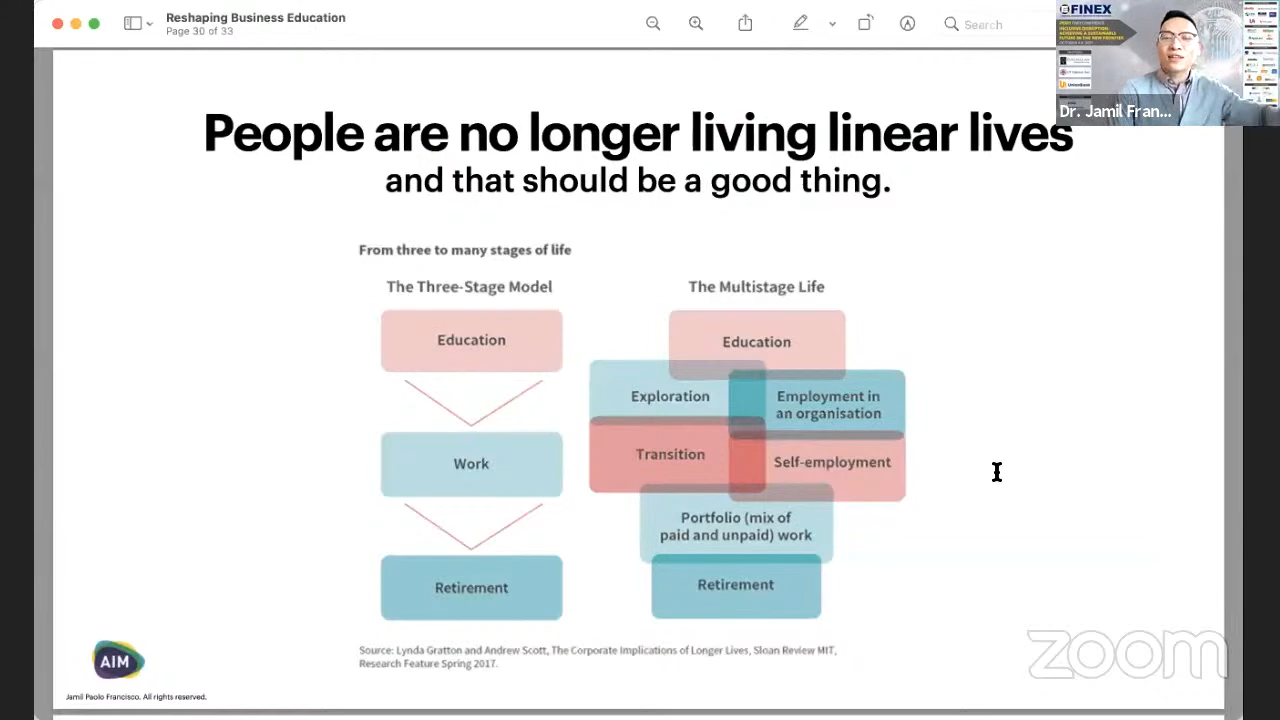 Reshaping Business Education
Page 30 of 33
Search
FINEX
Dr. Jamil Fran...
People are no longer living linear lives
and that should be a good thing.
From three to many stages of life
The Three-Stage Model
The Multistage Life
Education
Work
Retirement
Education
Exploration
Employment in
an organisation
Transition
Self-employment
Portfolio (mix of
paid and unpaid) work
Retirement
Source: Lynda Gratton and Andrew Scott, The Corporate Implications of Longer Lives, Sloan Review MIT,
Research Feature Spring 2017.
AIM
Jamil Paolo Francisco. All rights reserved.
zoom